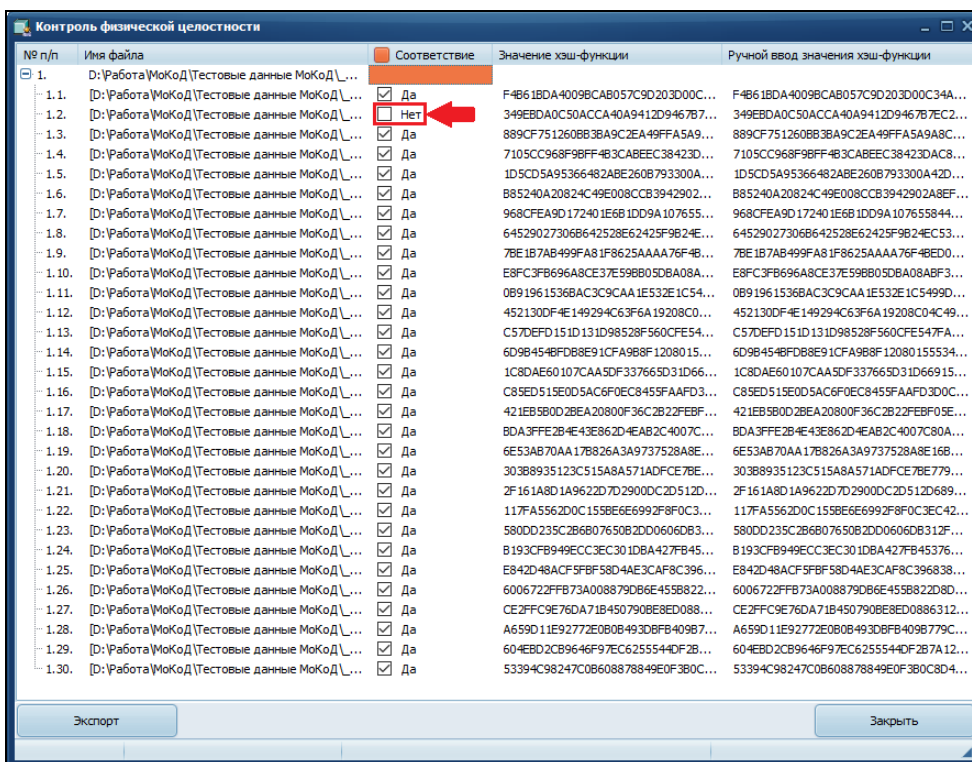 Контроль физической целостности
№ п/п Имя файла Соответствие Значение хэш-функции Ручной ввод значения хэш-функции
1. D:\Работа\МоКоД\Тестовые данные МоКоД\_...
1.1. [D:\Работа\МоКоД\Тестовые данные МоКоД\_... Да F4B61BDA4009BCAB057C9D203D00C... F4B61BDA4009BCAB057C9D203D00C34A...
1.2. [D:\Работа\МоКоД\Тестовые данные МоКоД\_... Нет 349EBDA0C50ACCA40A9412D9467B7... 349EBDA0C50ACCA40A9412D9467B7EC2...
1.3. [D:\Работа\МоКоД\Тестовые данные МоКоД\_... Да 889CF751260BB3BA9C2EA49FFA5A9... 889CF751260BB3BA9C2EA49FFA5A9A8C...
1.4. [D:\Работа\МоКоД\Тестовые данные МоКоД\_... Да 7105CC968F9BFF4B3CABEEC38423D... 7105CC968F9BFF4B3CABEEC38423DAC8...
1.5. [D:\Работа\МоКоД\Тестовые данные МоКоД\_... Да 1D5CD5A95366482ABE260B793300A... 1D5CD5A95366482ABE260B793300A42D...
1.6. [D:\Работа\МоКоД\Тестовые данные МоКоД\_... Да B85240A20824C49E008CCB3942902... B85240A20824C49E008CCB3942902A8EF...
1.7. [D:\Работа\МоКоД\Тестовые данные МоКоД\_... Да 968CFEA9D172401E6B1DD9A107655... 968CFEA9D172401E6B1DD9A107655844...
1.8. [D:\Работа\МоКоД\Тестовые данные МоКоД\_... Да 64529027306B642528E62425F9B24E... 64529027306B642528E62425F9B24EC53...
1.9. [D:\Работа\МоКоД\Тестовые данные МоКоД\_... Да 7BE1B7AB499FA81F8625AAAA76F4B... 7BE1B7AB499FA81F8625AAAA76F4BED0...
1.10. [D:\Работа\МоКоД\Тестовые данные МоКоД\_... Да E8FC3FB696A8CE37E59BB05DBA08A... E8FC3FB696A8CE37E59BB05DBA08ABF3...
1.11. [D:\Работа\МоКоД\Тестовые данные МоКоД\_... Да 0B91961536BAC3C9CAA1E532E1C54... 0B91961536BAC3C9CAA1E532E1C5499D...
1.12. [D:\Работа\МоКоД\Тестовые данные МоКоД\_... Да 452130DF4E149294C63F6A19208C0... 452130DF4E149294C63F6A19208C04C49...
1.13. [D:\Работа\МоКоД\Тестовые данные МоКоД\_... Да C57DEFD151D131D98528F560CFE54... C57DEFD151D131D98528F560CFE547FA...
1.14. [D:\Работа\МоКоД\Тестовые данные МоКоД\_... Да 6D9B454BFDB8E91CFA9B8F1208015... 6D9B454BFDB8E91CFA9B8F12080155534...
1.15. [D:\Работа\МоКоД\Тестовые данные МоКоД\_... Да 1C8DAE60107CAA5DF337665D31D66... 1C8DAE60107CAA5DF337665D31D66915...
1.16. [D:\Работа\МоКоД\Тестовые данные МоКоД\_... Да C85ED515E0D5AC6F0EC8455FAAFD3... C85ED515E0D5AC6F0EC8455FAAFD3D0C...
1.17. [D:\Работа\МоКоД\Тестовые данные МоКоД\_... Да 421EB5B0D2BEA20800F36C2B22FEBF... 421EB5B0D2BEA20800F36C2B22FEBF05E...
1.18. [D:\Работа\МоКоД\Тестовые данные МоКоД\_... Да BDA3FFE2B4E43E862D4EAB2C4007C... BDA3FFE2B4E43E862D4EAB2C4007C80A...
1.19. [D:\Работа\МоКоД\Тестовые данные МоКоД\_... Да 6E53AB70AA17B826A3A9737528A8E... 6E53AB70AA17B826A3A9737528A8E16B...
1.20. [D:\Работа\МоКоД\Тестовые данные МоКоД\_... Да 303B8935123C515A8A571ADFCE7BE... 303B8935123C515A8A571ADFCE7BE779...
1.21. [D:\Работа\МоКоД\Тестовые данные МоКоД\_... Да 2F161A8D1A9622D7D2900DC2D512D... 2F161A8D1A9622D7D2900DC2D512D689...
1.22. [D:\Работа\МоКоД\Тестовые данные МоКоД\_... Да 117FA5562D0C155BE6E6992F8F0C3... 117FA5562D0C155BE6E6992F8F0C3EC42...
1.23. [D:\Работа\МоКоД\Тестовые данные МоКоД\_... Да 580DD235C2B6B07650B2DD0606DB3... 580DD235C2B6B07650B2DD0606DB312F...
1.24. [D:\Работа\МоКоД\Тестовые данные МоКоД\_... Да B193CFB949ECC3EC301DBA427FB45... B193CFB949ECC3EC301DBA427FB45376...
1.25. [D:\Работа\МоКоД\Тестовые данные МоКоД\_... Да E842D48ACF5FBF58D4AE3CAF8C396... E842D48ACF5FBF58D4AE3CAF8C396838...
1.26. [D:\Работа\МоКоД\Тестовые данные МоКоД\_... Да 6006722FFB73A008879DB6E455B822... 6006722FFB73A008879DB6E455B822D8D...
1.27. [D:\Работа\МоКоД\Тестовые данные МоКоД\_... Да CE2FFC9E76DA71B450790BE8ED088... CE2FFC9E76DA71B450790BE8ED0886312...
1.28. [D:\Работа\МоКоД\Тестовые данные МоКоД\_... Да A659D11E92772E0B0B493DBFB409B7... A659D11E92772E0B0B493DBFB409B779C...
1.29. [D:\Работа\МоКоД\Тестовые данные МоКоД\_... Да 604EBD2CB9646F97EC6255544DF2B... 604EBD2CB9646F97EC6255544DF2B7A12...
1.30. [D:\Работа\МоКоД\Тестовые данные МоКоД\_... Да 53394C98247C0B608878849E0F3B0C... 53394C98247C0B608878849E0F3B0C8D4...
Экспорт Закрыть